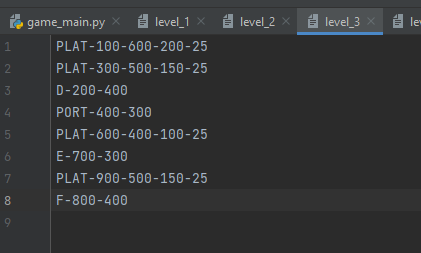 game_main.py level_1 level_2 level_3 le
1 PLAT-100-600-200-25
2 PLAT-300-500-150-25
3 D-200-400
4 PORT-400-300
5 PLAT-600-400-100-25
6 E-700-300
7 PLAT-900-500-150-25
8 F-800-400
9